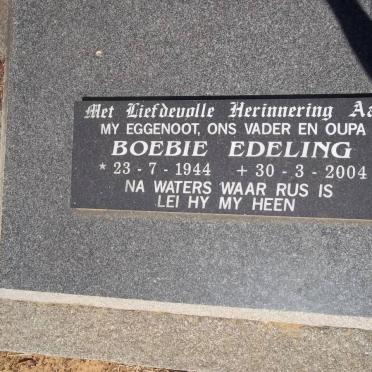 Met Liefdevolle Herinnering Aa
MY EGGENOOT, ONS VADER EN OUPA
BOEBIE EDELING
* 23 - 7 - 1944 + 30 - 3 - 2004
NA WATERS WAAR RUS IS
LEI HY MY HEEN